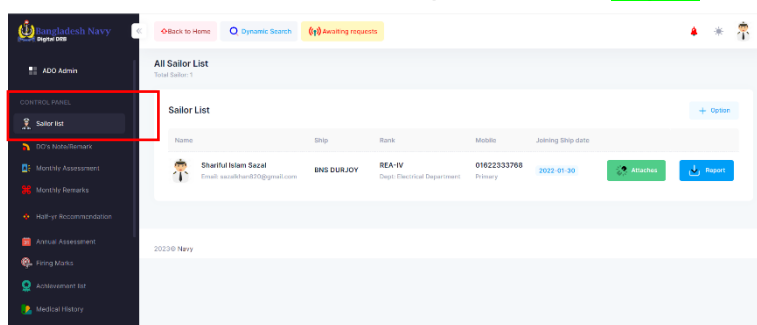 Bangladesh Navy
Digital DRB
Back to Home
Dynamic Search
Awaiting requests
ADO Admin
All Sailor List
Total Sailor: 1
CONTROL PANEL
Sailor list
DO's Note/Remark
Monthly Assessment
Monthly Remarks
Half-yr Recommendation
Annual Assessment
Firing Marks
Achievement list
Medical History
Sailor List
+ Option
Name Ship Rank Mobile Joining Ship date
Shariful Islam Sazal BNS DURJOY REA-IV 01622333768 2022-01-30 Attaches Report
Email: sazalkhan820@gmail.com Dept: Electrical Department Primary
2023© Navy